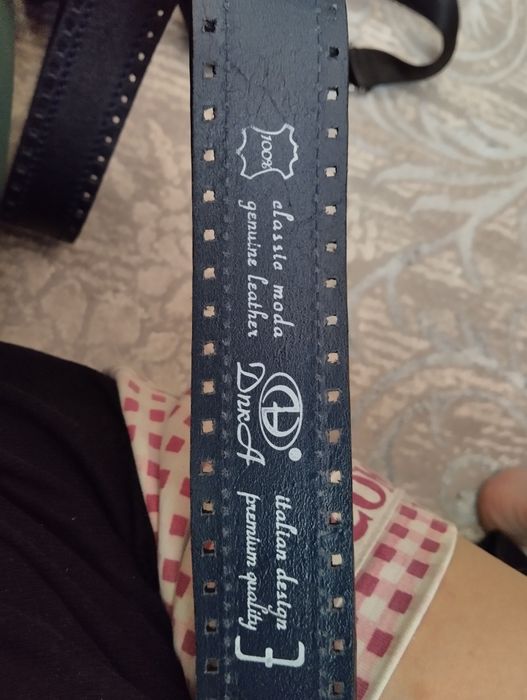 100%
classic moda
genuine leather
DnkA
italian design
premium quality